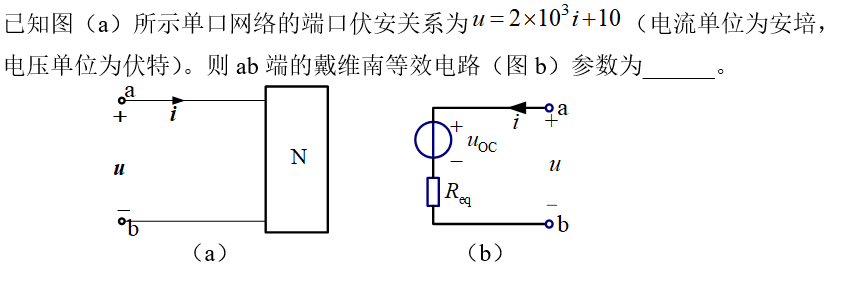 已知图（a）所示单口网络的端口伏安关系为 u = 2×10³i+10 （电流单位为安培，
电压单位为伏特）。则 ab 端的戴维南等效电路（图 b）参数为______。
a
+ i
u
N
−
b
（a）
a
+ i +
uOC
−
u
Req
−
b
（b）